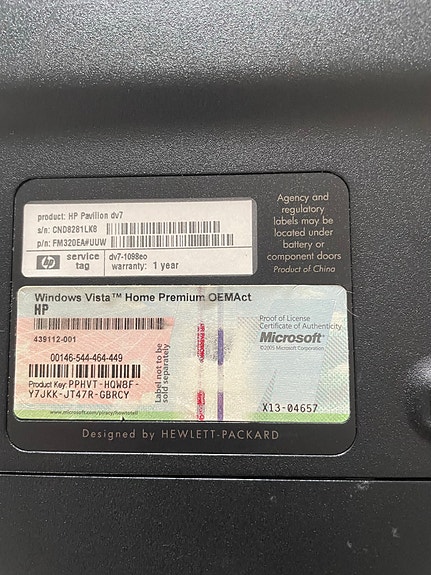 product: HP Pavilion dv7
s/n: CND8281LK8
p/n: FM320EA#UUW
hp
service tag
dv7-1098eo
warranty: 1 year
Agency and
regulatory
labels may be
located under
battery or
component doors
Product of China
Windows Vista™ Home Premium OEMAct
HP
439112-001
00146-544-464-449
Product Key: PPHVT-HQWBF-
Y7JKK-JT47R-GBRCY
www.microsoft.com/piracy/howtotell
Label not to be
sold separately
Proof of License
Certificate of Authenticity
Microsoft®
©2005 Microsoft Corporation
X13-04657
Designed by HEWLETT-PACKARD